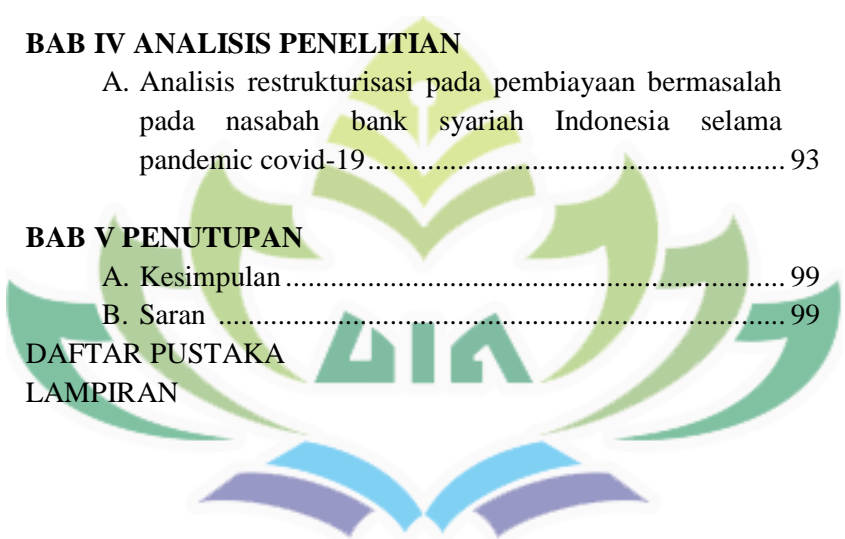 BAB IV ANALISIS PENELITIAN
A. Analisis restrukturisasi pada pembiayaan bermasalah
pada nasabah bank syariah Indonesia selama
pandemic covid-19........................................................ 93
BAB V PENUTUPAN
A. Kesimpulan ................................................................... 99
B. Saran ............................................................................ 99
DAFTAR PUSTAKA
LAMPIRAN
UIN